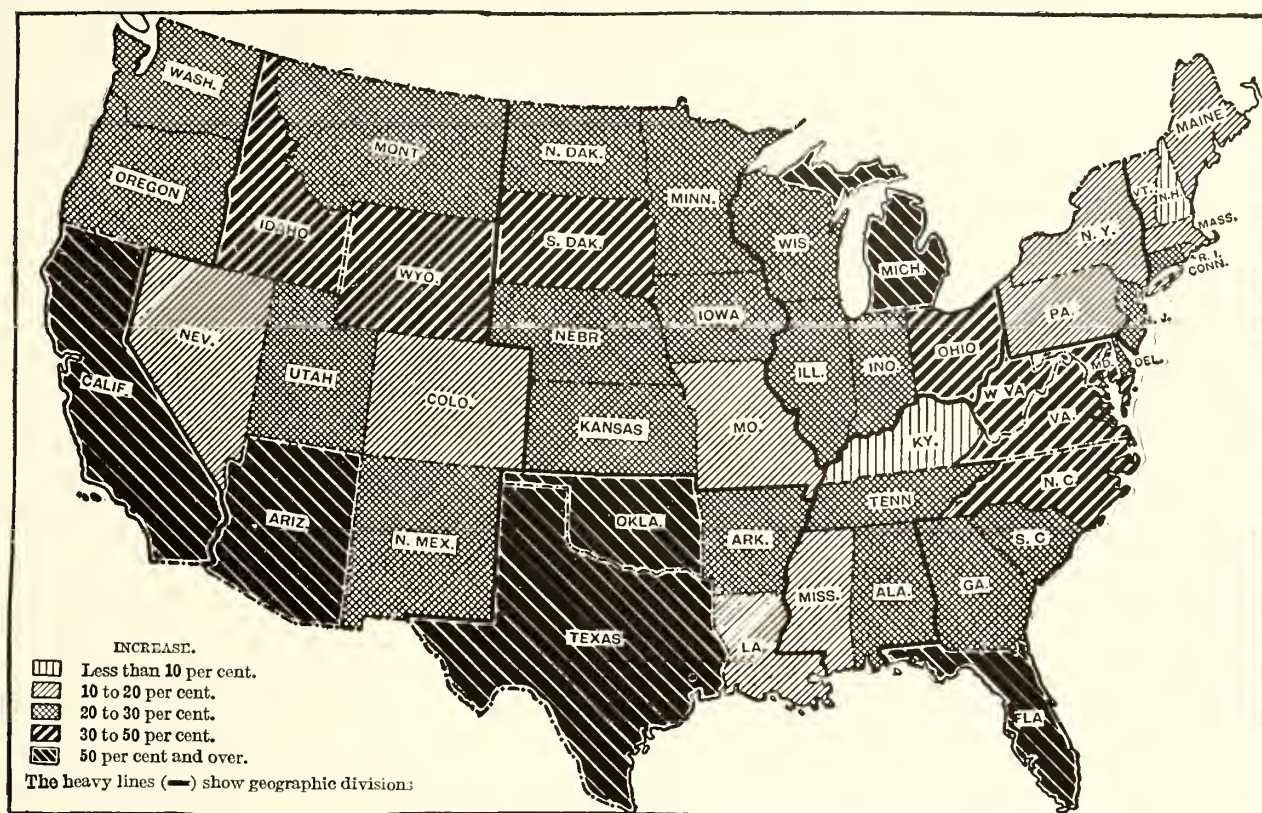 WASH.
MONT
N. DAK.
MINN.
OREGON
IDAHO
WYO.
S. DAK.
WIS
MICH.
MAINE
VT.
N.H.
MASS.
R. I.
CONN.
N. Y.
PA.
N. J.
NEV.
UTAH
COLO.
NEBR
IOWA
ILL.
IND.
OHIO
MD.
DEL.
W VA
VA.
CALIF.
KANSAS
MO.
KY.
N. C.
TENN
ARIZ.
N. MEX.
OKLA.
ARK.
S. C
MISS.
ALA.
GA.
TEXAS
LA
FLA.
INCREASE.
Less than 10 per cent.
10 to 20 per cent.
20 to 30 per cent.
30 to 50 per cent.
50 per cent and over.
The heavy lines (▬) show geographic divisions